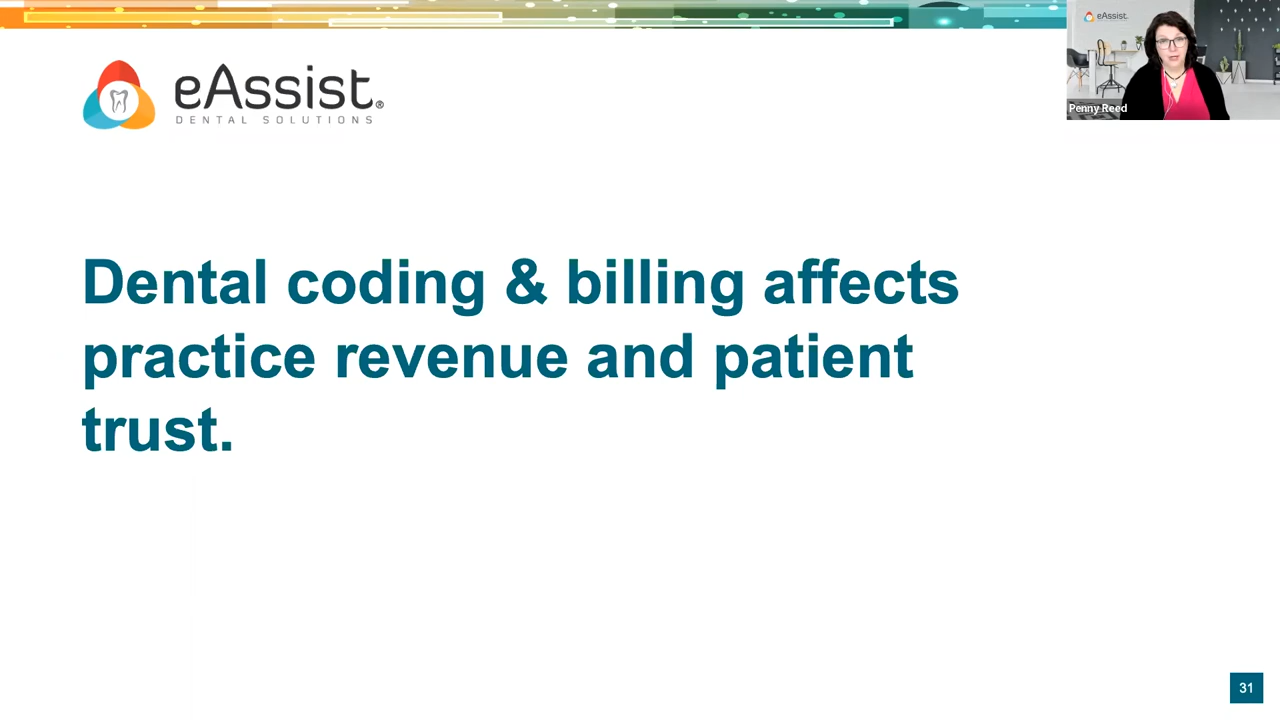 eAssist®
DENTAL SOLUTIONS
eAssist.
Penny Reed
Dental coding & billing affects
practice revenue and patient
trust.
31